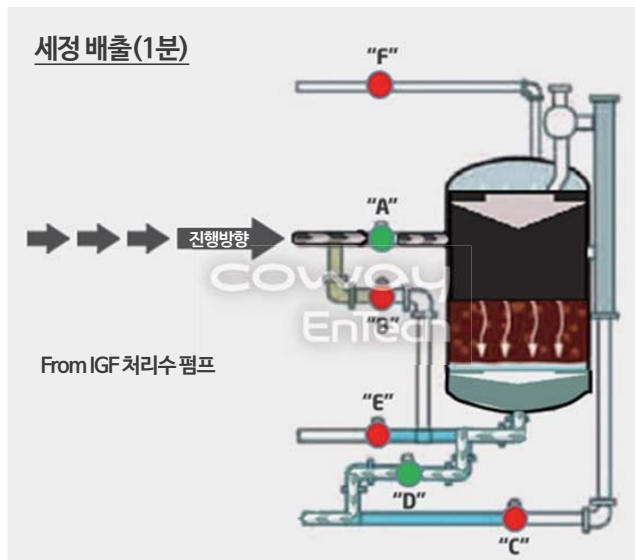 세정 배출(1분)
"F"
"A"
진행방향
coway
EnTech
"B"
From IGF 처리수 펌프
"E"
"D"
"C"